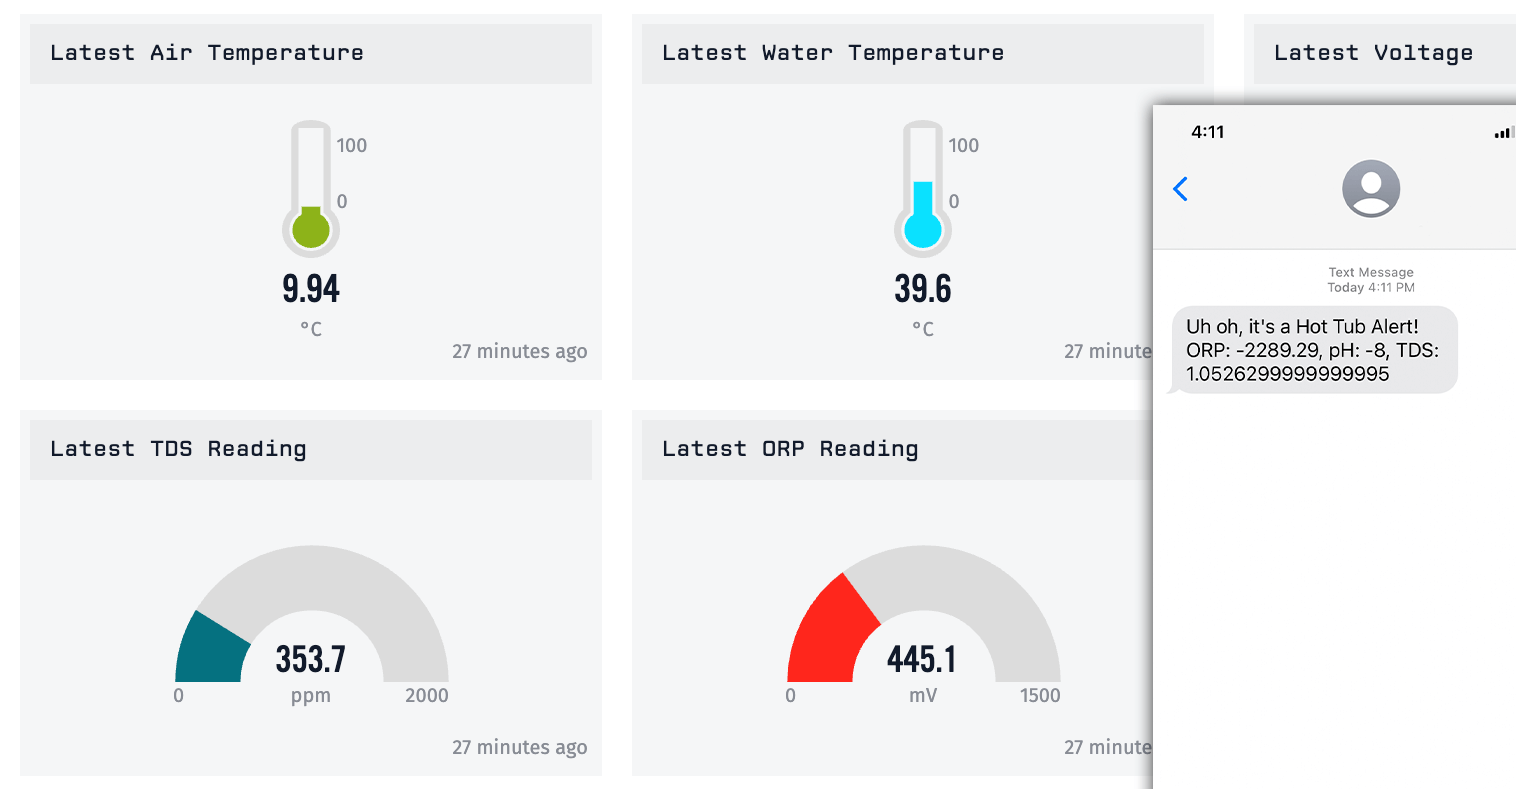 Latest Air Temperature
100
0
9.94
°C
27 minutes ago
Latest Water Temperature
100
0
39.6
°C
27 minute
Latest Voltage
Latest TDS Reading
353.7
0
ppm
2000
27 minutes ago
Latest ORP Reading
445.1
0
mV
1500
27 minute
4:11
Text Message
Today 4:11 PM
Uh oh, it's a Hot Tub Alert!
ORP: -2289.29, pH: -8, TDS:
1.0526299999999995